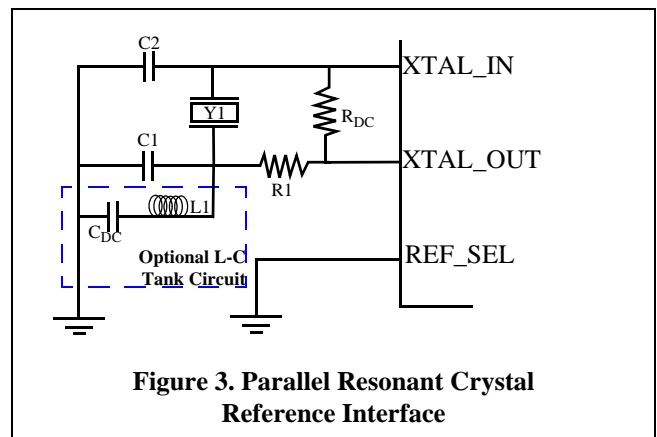 C2
XTAL_IN
Y1
RDC
C1
XTAL_OUT
R1
L1
CDC
Optional L-C
Tank Circuit
REF_SEL
Figure 3. Parallel Resonant Crystal
Reference Interface